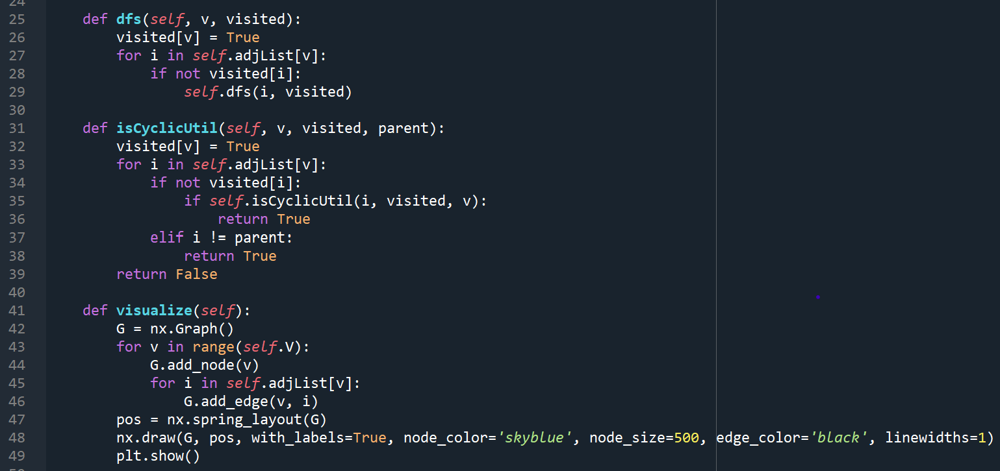 24
25     def dfs(self, v, visited):
26         visited[v] = True
27         for i in self.adjList[v]:
28             if not visited[i]:
29                 self.dfs(i, visited)
30
31     def isCyclicUtil(self, v, visited, parent):
32         visited[v] = True
33         for i in self.adjList[v]:
34             if not visited[i]:
35                 if self.isCyclicUtil(i, visited, v):
36                     return True
37             elif i != parent:
38                 return True
39         return False
40
41     def visualize(self):
42         G = nx.Graph()
43         for v in range(self.V):
44             G.add_node(v)
45             for i in self.adjList[v]:
46                 G.add_edge(v, i)
47         pos = nx.spring_layout(G)
48         nx.draw(G, pos, with_labels=True, node_color='skyblue', node_size=500, edge_color='black', linewidths=1)
49         plt.show()